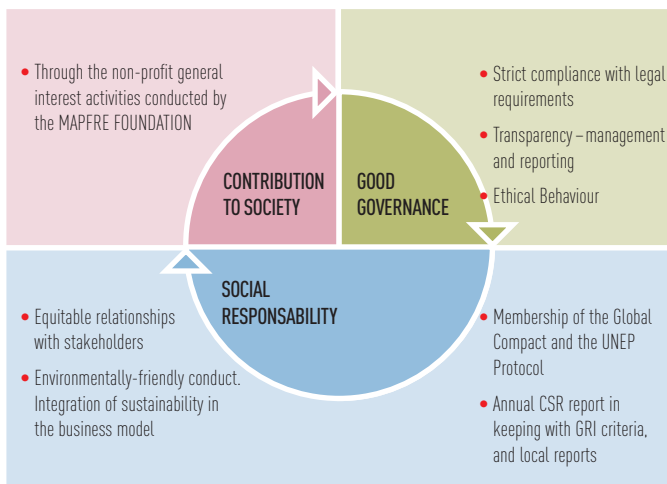 • Through the non-profit general
interest activities conducted by
the MAPFRE FOUNDATION
• Strict compliance with legal
requirements
• Transparency – management
and reporting
• Ethical Behaviour
CONTRIBUTION
TO SOCIETY
GOOD
GOVERNANCE
SOCIAL
RESPONSABILITY
• Equitable relationships
with stakeholders
• Environmentally-friendly conduct.
Integration of sustainability in
the business model
• Membership of the Global
Compact and the UNEP
Protocol
• Annual CSR report in
keeping with GRI criteria,
and local reports